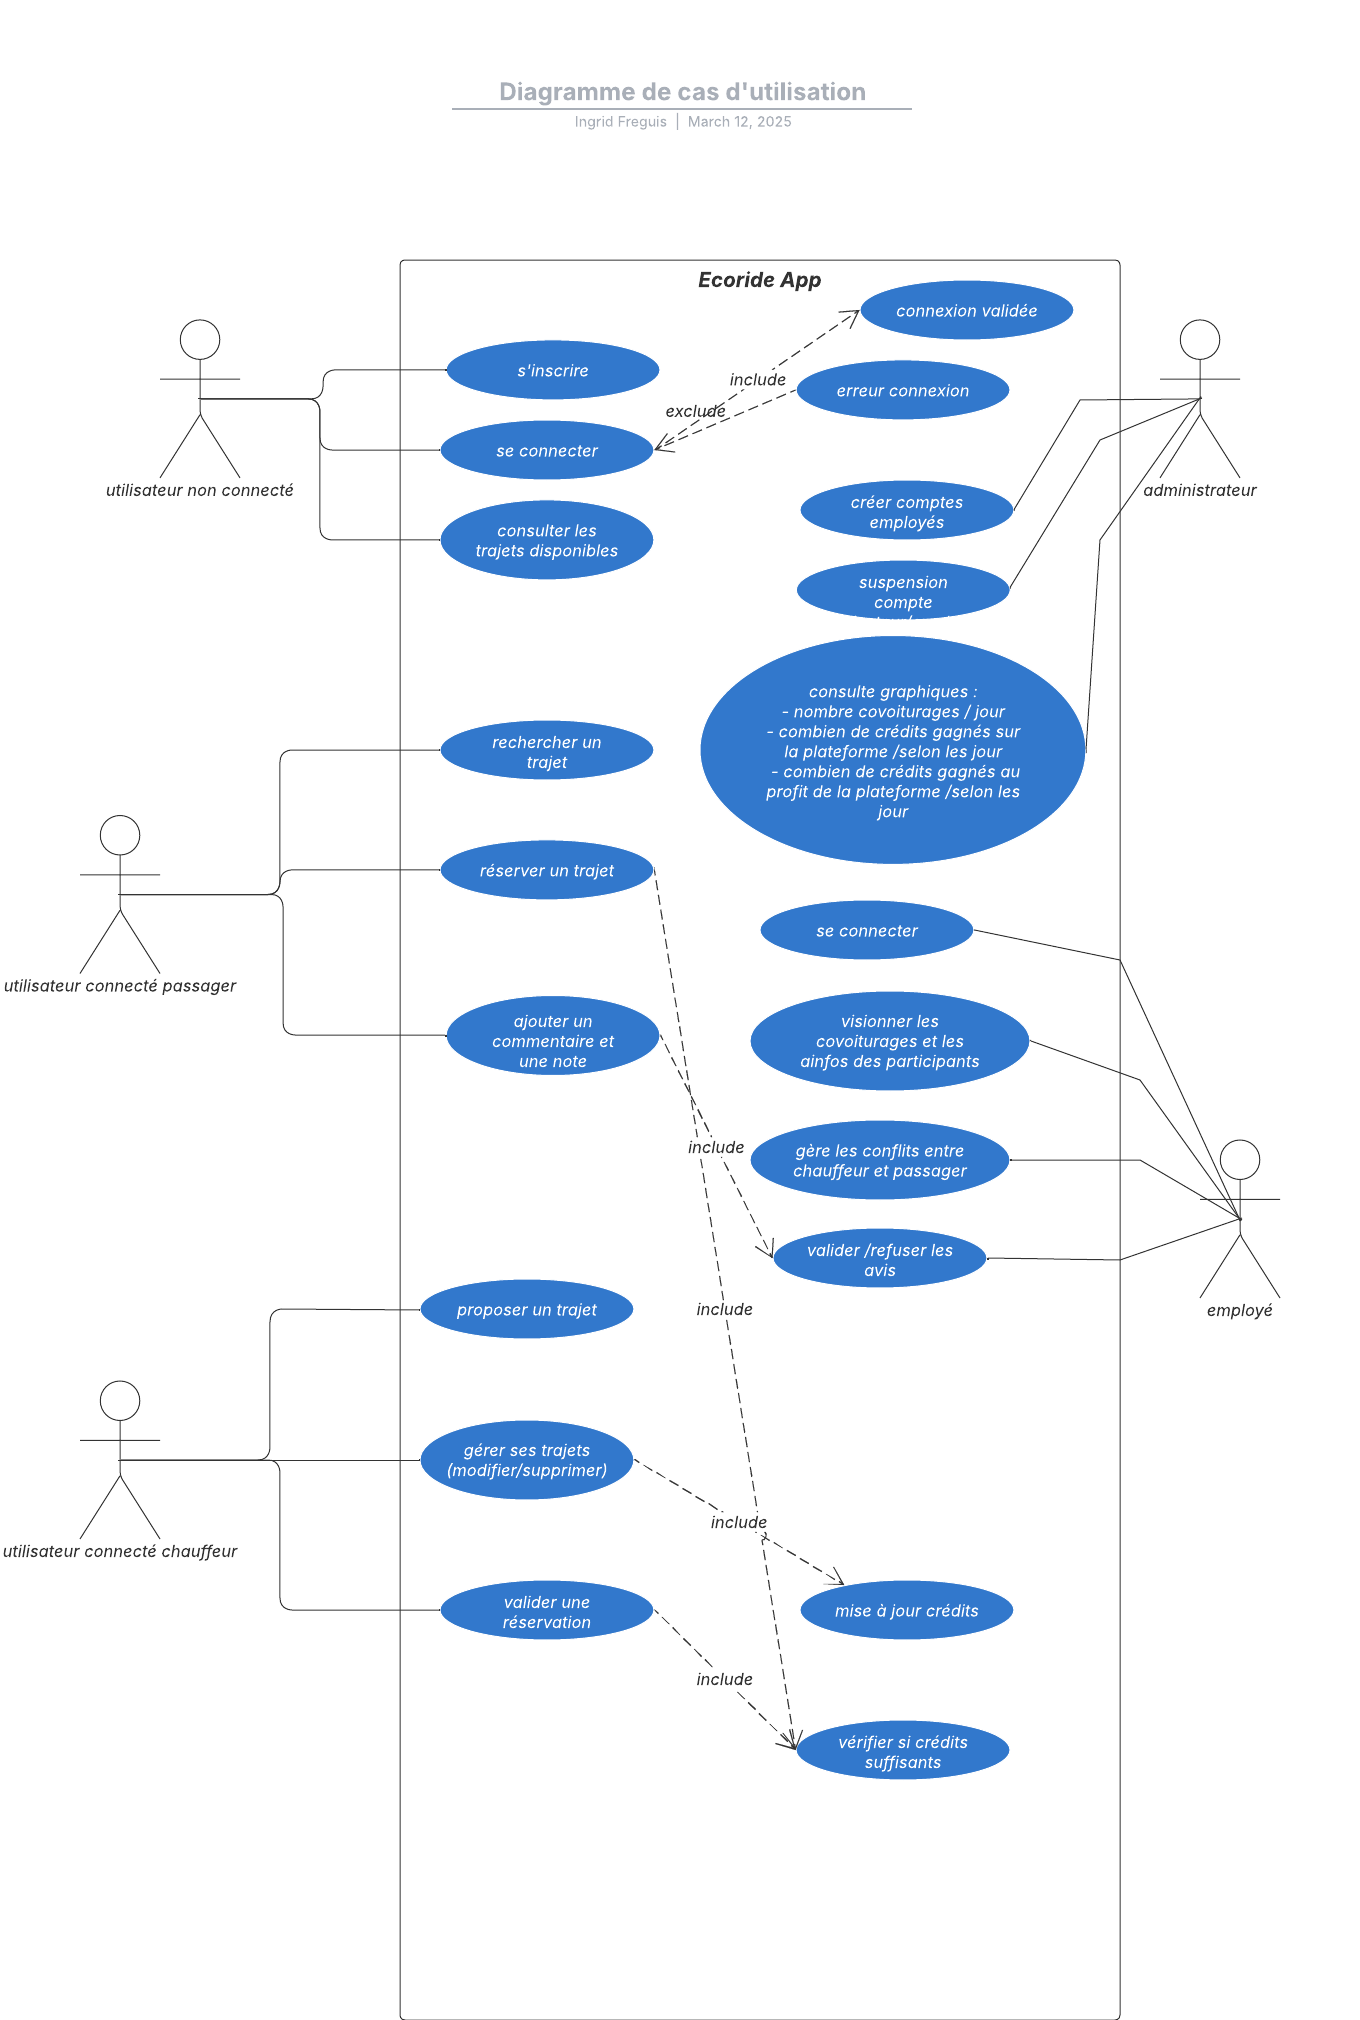 Diagramme de cas d'utilisation
Ingrid Freguis | March 12, 2025
Ecoride App
connexion validée
s'inscrire
include
erreur connexion
exclude
se connecter
utilisateur non connecté
administrateur
créer comptes
employés
consulter les
trajets disponibles
suspension
compte
consulte graphiques :
- nombre covoiturages / jour
- combien de crédits gagnés sur
la plateforme /selon les jour
- combien de crédits gagnés au
profit de la plateforme /selon les
jour
rechercher un
trajet
réserver un trajet
se connecter
utilisateur connecté passager
ajouter un
commentaire et
une note
visionner les
covoiturages et les
ainfos des participants
include
gère les conflits entre
chauffeur et passager
valider /refuser les
avis
employé
proposer un trajet
include
gérer ses trajets
(modifier/supprimer)
include
utilisateur connecté chauffeur
valider une
réservation
mise à jour crédits
include
vérifier si crédits
suffisants